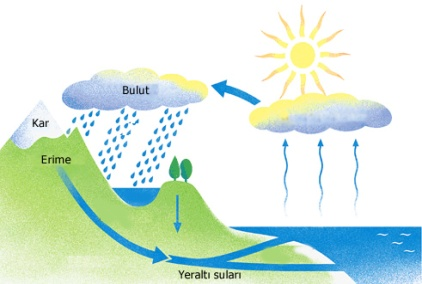 Bulut
Kar
Erime
Yeraltı suları